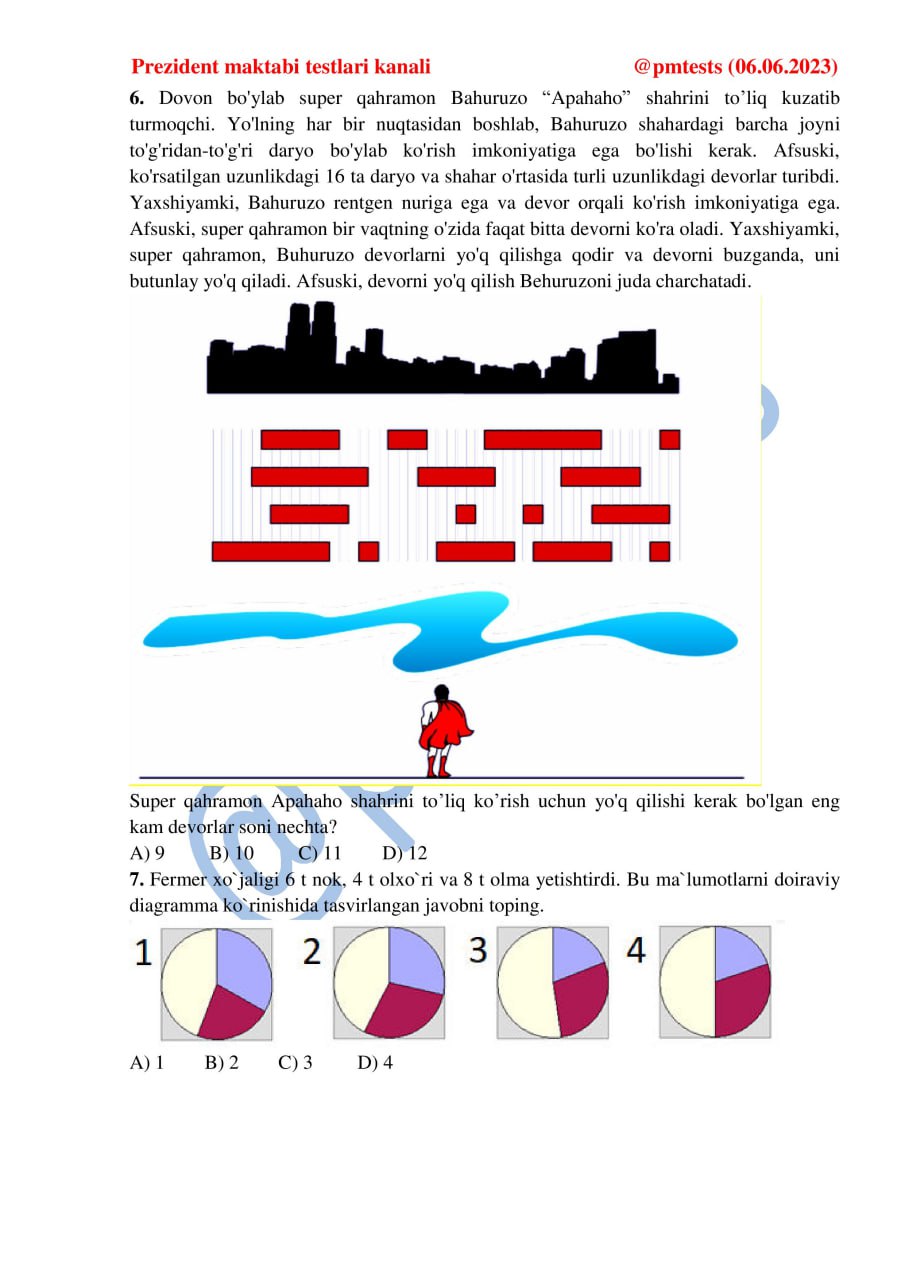 Prezident maktabi testlari kanali @pmtests (06.06.2023)
6. Dovon bo'ylab super qahramon Bahuruzo “Apahaho” shahrini to’liq kuzatib
turmoqchi. Yo'lning har bir nuqtasidan boshlab, Bahuruzo shahardagi barcha joyni
to'g'ridan-to'g'ri daryo bo'ylab ko'rish imkoniyatiga ega bo'lishi kerak. Afsuski,
ko'rsatilgan uzunlikdagi 16 ta daryo va shahar o'rtasida turli uzunlikdagi devorlar turibdi.
Yaxshiyamki, Bahuruzo rentgen nuriga ega va devor orqali ko'rish imkoniyatiga ega.
Afsuski, super qahramon bir vaqtning o'zida faqat bitta devorni ko'ra oladi. Yaxshiyamki,
super qahramon, Buhuruzo devorlarni yo'q qilishga qodir va devorni buzganda, uni
butunlay yo'q qiladi. Afsuski, devorni yo'q qilish Behuruzoni juda charchatadi.
Super qahramon Apahaho shahrini to’liq ko’rish uchun yo'q qilishi kerak bo'lgan eng
kam devorlar soni nechta?
A) 9 B) 10 C) 11 D) 12
7. Fermer xo`jaligi 6 t nok, 4 t olxo`ri va 8 t olma yetishtirdi. Bu ma`lumotlarni doiraviy
diagramma ko`rinishida tasvirlangan javobni toping.
1 2 3 4
A) 1 B) 2 C) 3 D) 4